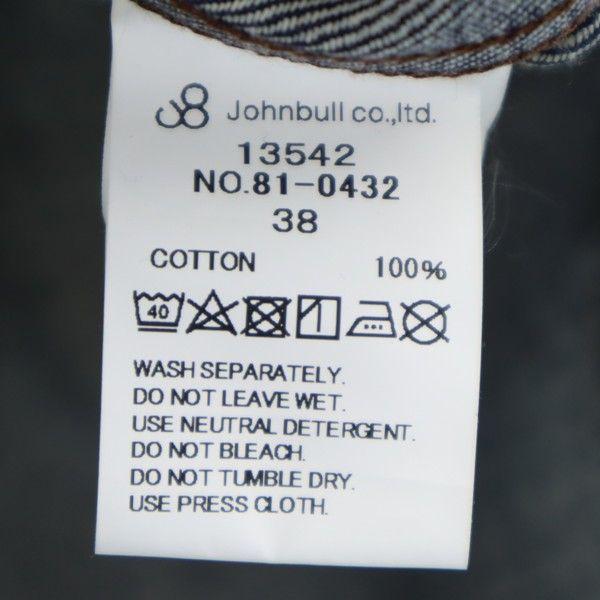 Johnbull co.,ltd.
13542
NO.81-0432
38
COTTON 100%
40
WASH SEPARATELY.
DO NOT LEAVE WET.
USE NEUTRAL DETERGENT.
DO NOT BLEACH.
DO NOT TUMBLE DRY.
USE PRESS CLOTH.